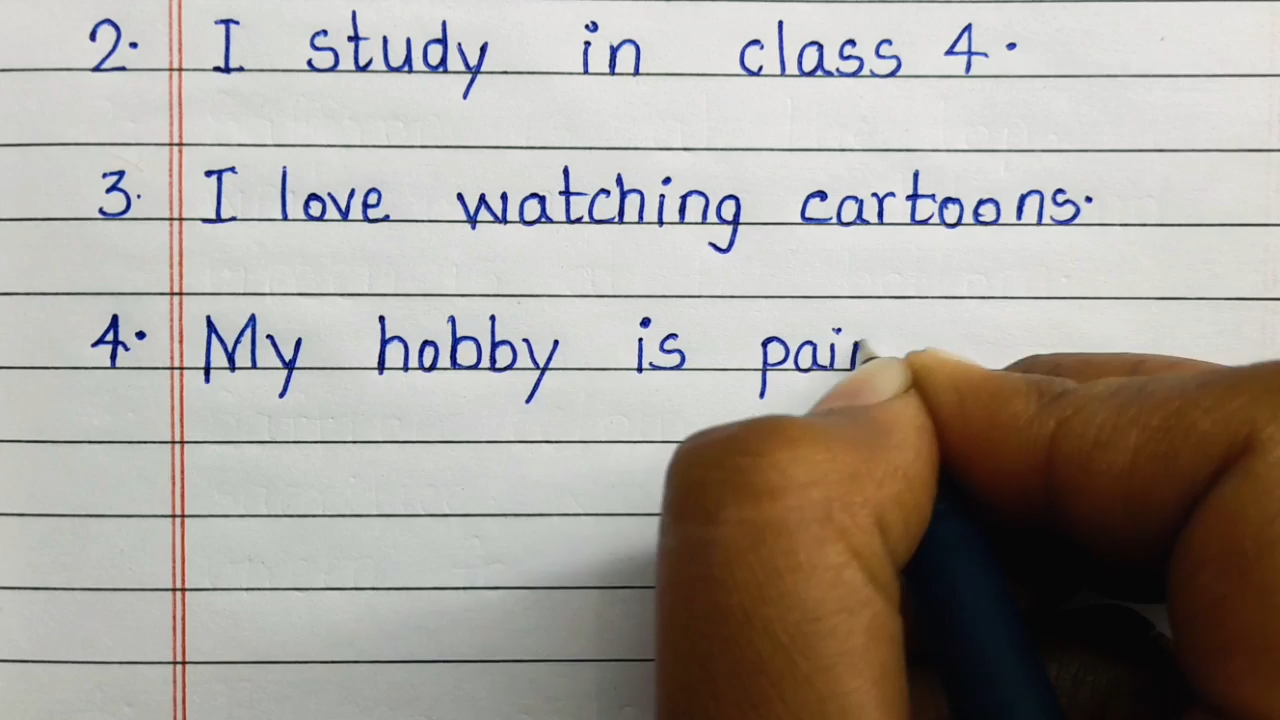 2. I study in class 4.
3. I love watching cartoons.
4. My hobby is